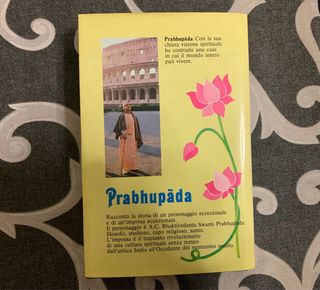 Prabhupāda Con la sua
chiara visione spirituale
ha costruito una casa
in cui il mondo intero
può vivere.
Prabhupāda
Racconta la storia di un personaggio eccezionale
e di un'impresa eccezionale.
Il personaggio è A.C. Bhaktivedanta Swami Prabhupāda,
filosofo, studioso, capo religioso, santo.
L'impresa è il trapianto rivoluzionario
di una cultura spirituale senza tempo
dall'antica India all'Occidente del ventesimo secolo.